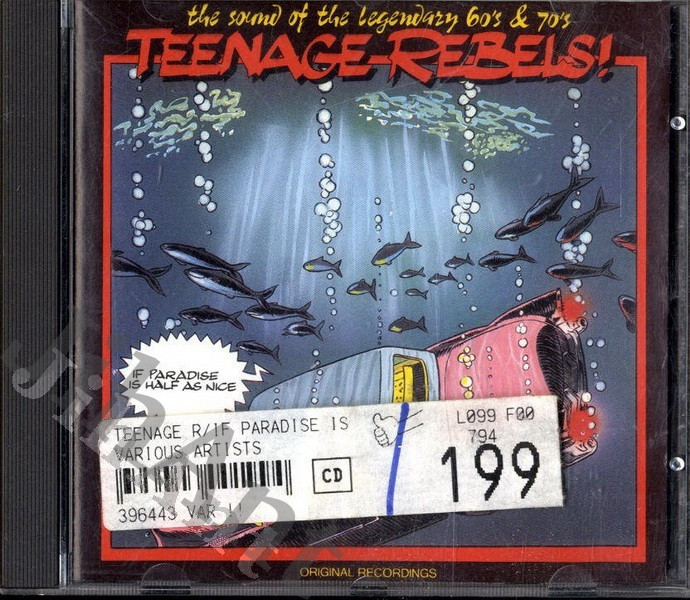 the sound of the legendary 60's & 70's
TEENAGE REBELS!
IF PARADISE
IS HALF AS NICE
TEENAGE R/IF PARADISE IS
VARIOUS ARTISTS
L099 F00
794
CD
199
396443 VAR !!
ORIGINAL RECORDINGS